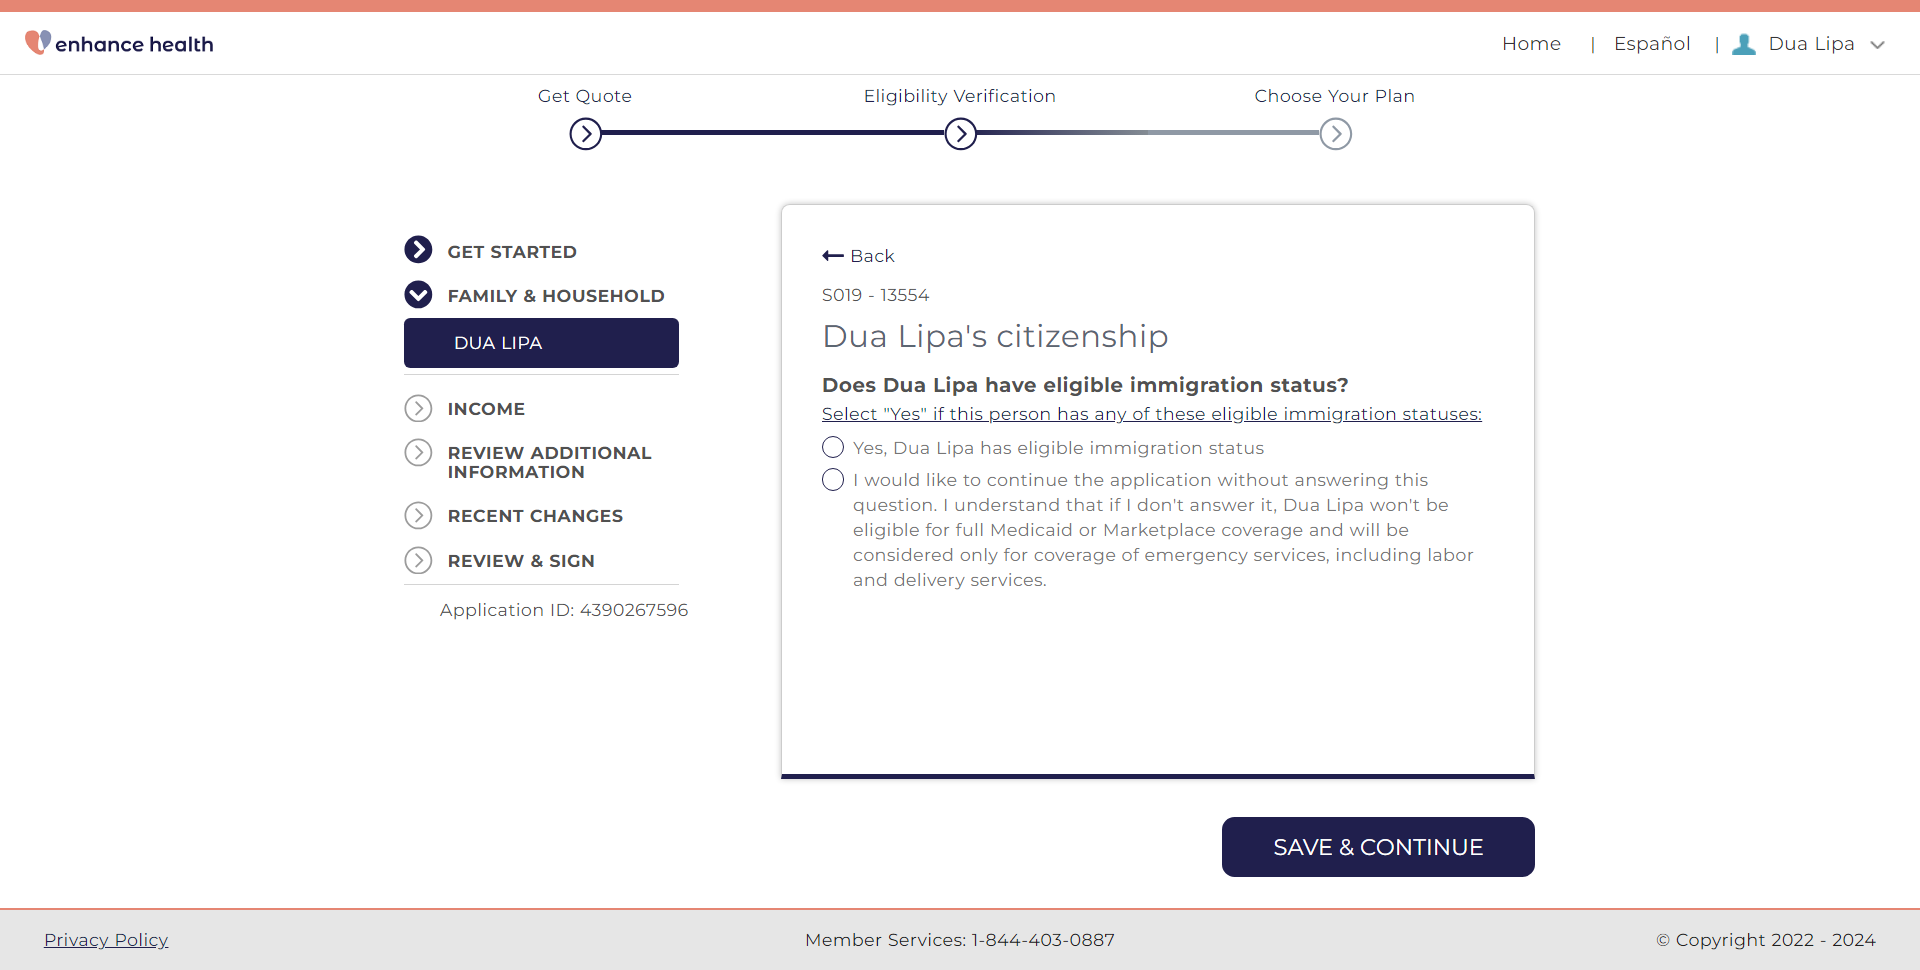 enhance health
Home | Español | Dua Lipa
Get Quote
Eligibility Verification
Choose Your Plan
GET STARTED
FAMILY & HOUSEHOLD
DUA LIPA
INCOME
REVIEW ADDITIONAL
INFORMATION
RECENT CHANGES
REVIEW & SIGN
Application ID: 4390267596
Back
S019 - 13554
Dua Lipa's citizenship
Does Dua Lipa have eligible immigration status?
Select "Yes" if this person has any of these eligible immigration statuses:
Yes, Dua Lipa has eligible immigration status
I would like to continue the application without answering this
question. I understand that if I don't answer it, Dua Lipa won't be
eligible for full Medicaid or Marketplace coverage and will be
considered only for coverage of emergency services, including labor
and delivery services.
SAVE & CONTINUE
Privacy Policy
Member Services: 1-844-403-0887
© Copyright 2022 - 2024